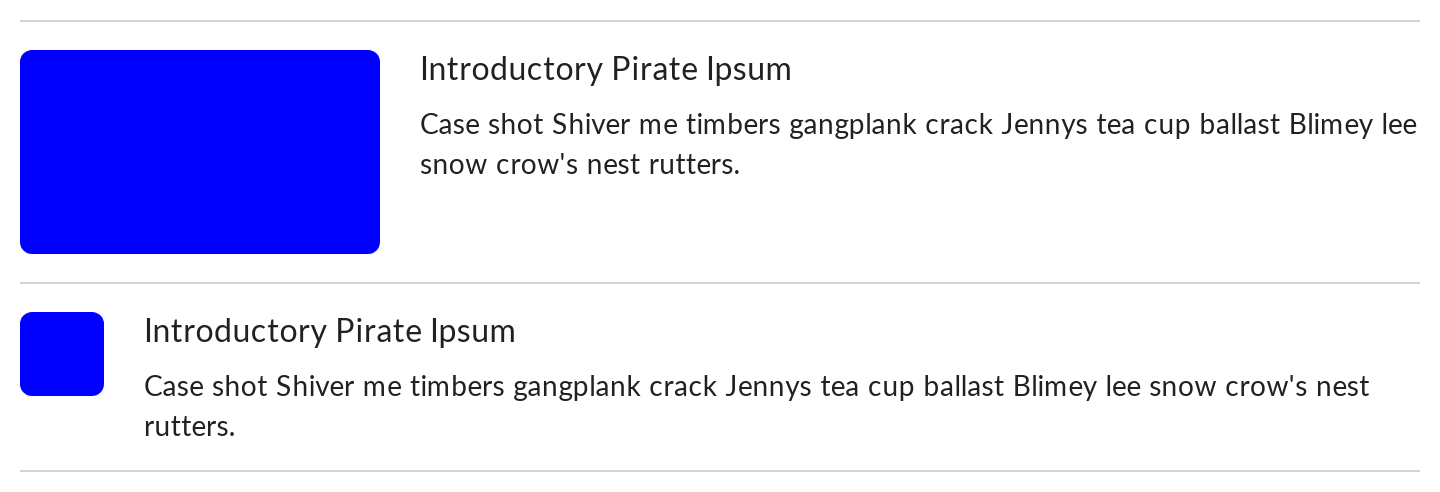 Introductory Pirate Ipsum
Case shot Shiver me timbers gangplank crack Jennys tea cup ballast Blimey lee
snow crow's nest rutters.
Introductory Pirate Ipsum
Case shot Shiver me timbers gangplank crack Jennys tea cup ballast Blimey lee snow crow's nest
rutters.